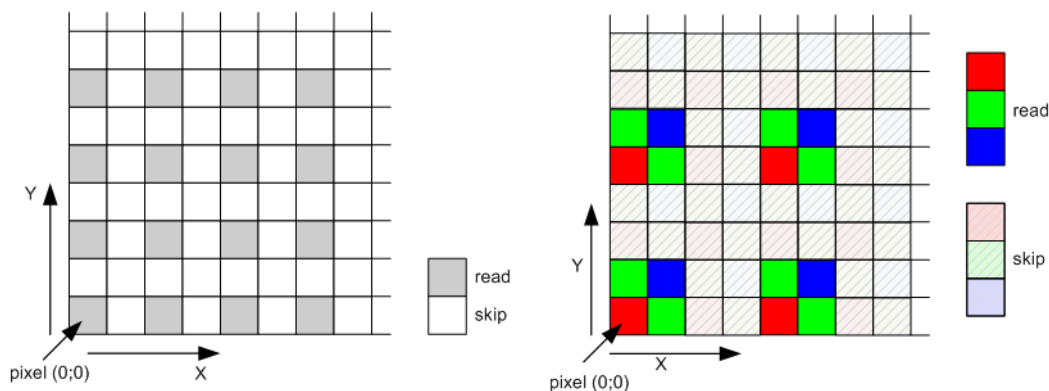 Y
read
skip
pixel (0;0)
X
read
skip
Y
X
pixel (0;0)